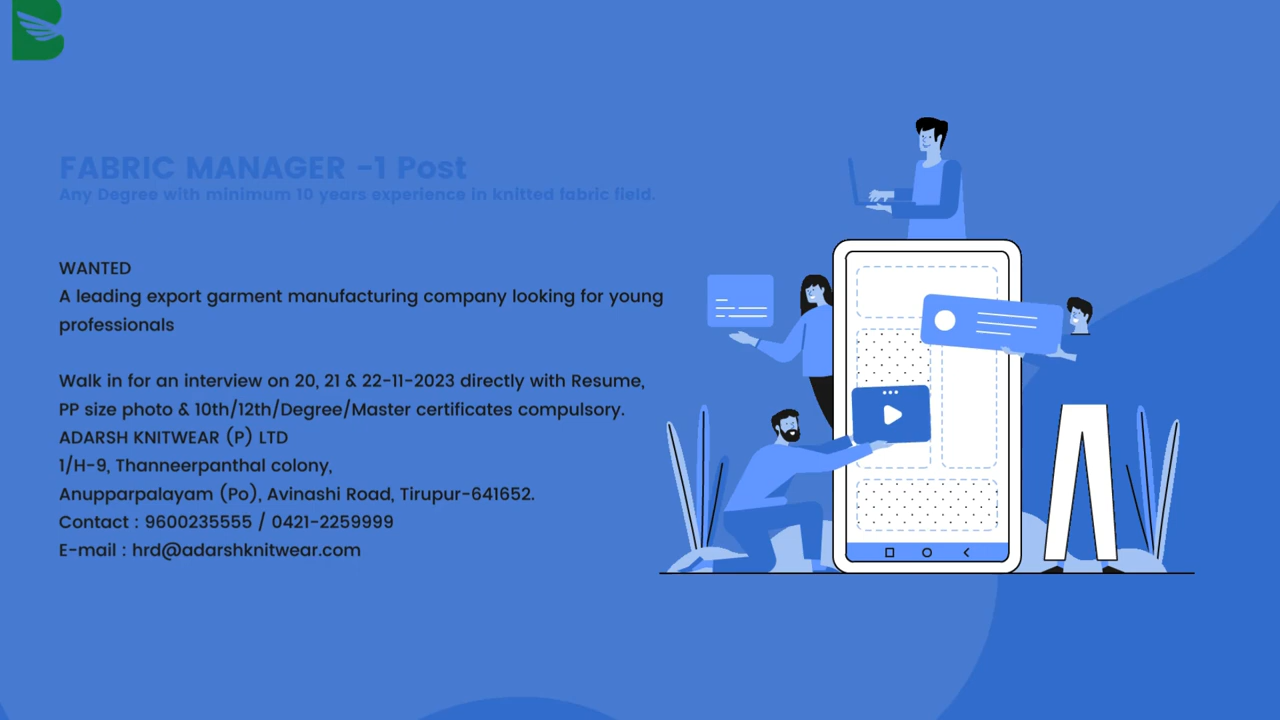 FABRIC MANAGER -1 Post
Any Degree with minimum 10 years experience in knitted fabric field.
WANTED
A leading export garment manufacturing company looking for young
professionals
Walk in for an interview on 20, 21 & 22-11-2023 directly with Resume,
PP size photo & 10th/12th/Degree/Master certificates compulsory.
ADARSH KNITWEAR (P) LTD
1/H-9, Thanneerpanthal colony,
Anupparpalayam (Po), Avinashi Road, Tirupur-641652.
Contact : 9600235555 / 0421-2259999
E-mail : hrd@adarshknitwear.com